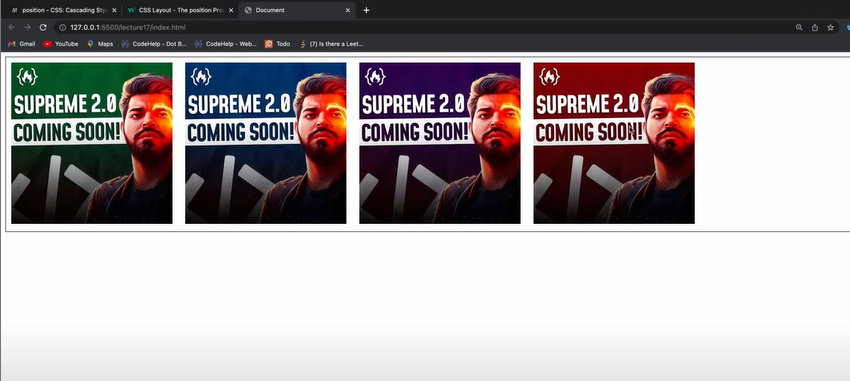 position - CSS: Cascading Sty
CSS Layout - The position Pro
Document
127.0.0.1:5500/lecture17/index.html
Gmail
YouTube
Maps
CodeHelp - Dot B...
CodeHelp - Web...
Todo
(7) Is there a Leet...
SUPREME 2.0
COMING SOON!
SUPREME 2.0
COMING SOON!
SUPREME 2.0
COMING SOON!
SUPREME 2.0
COMING SOON!